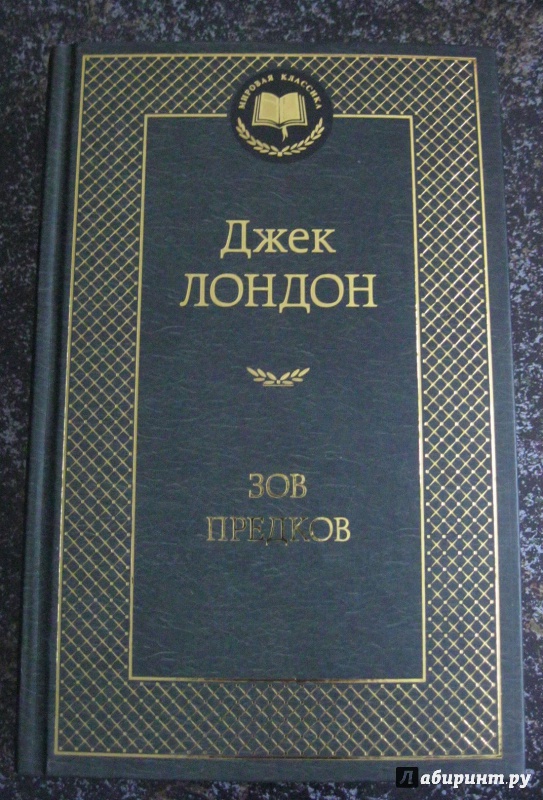 МИРОВАЯ КЛАССИКА
Джек
ЛОНДОН
ЗОВ
ПРЕДКОВ
Лабиринт.ру